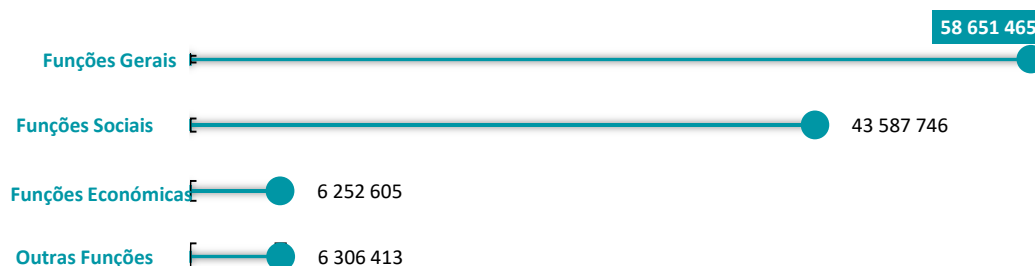 58 651 465
Funções Gerais
Funções Sociais 43 587 746
Funções Económicas 6 252 605
Outras Funções 6 306 413